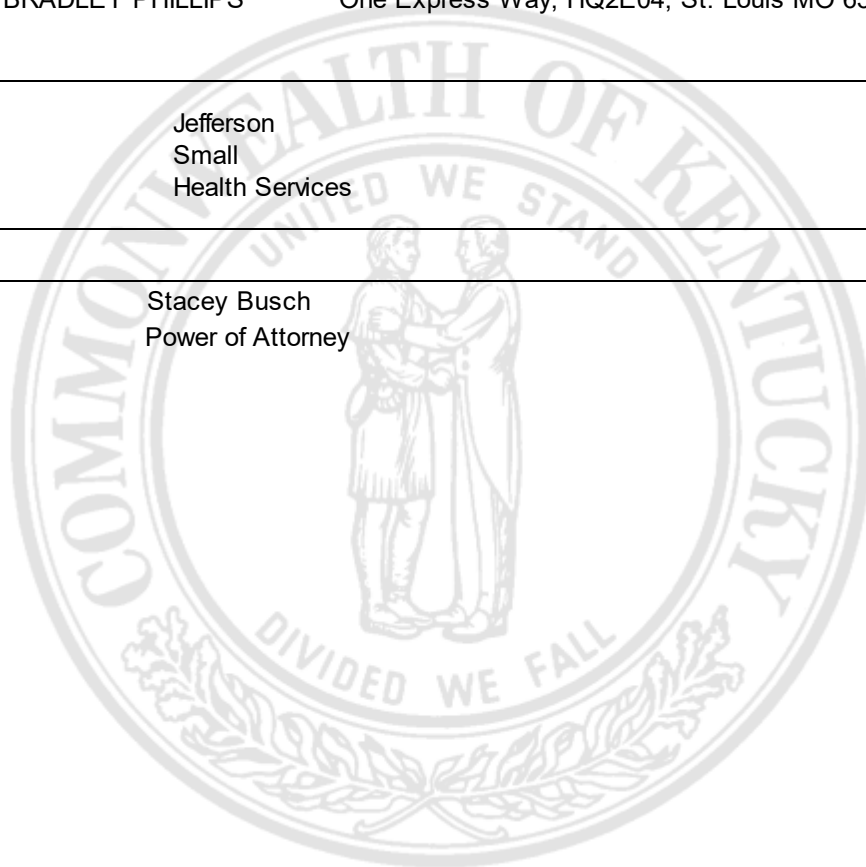 BRADLEY PHILLIPS One Express Way, HQ2E04, St. Louis MO
Jefferson
Small
Health Services
Stacey Busch
Power of Attorney
COMMONWEALTH OF KENTUCKY
UNITED WE STAND
DIVIDED WE FALL